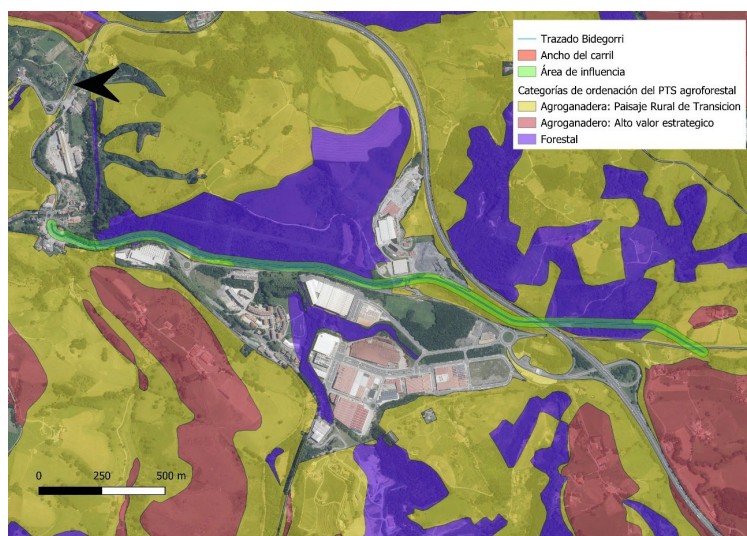 Trazado Bidegorri
Ancho del carril
Área de influencia
Categorías de ordenación del PTS agroforestal
Agroganadera: Paisaje Rural de Transicion
Agroganadero: Alto valor estrategico
Forestal
0 250 500 m